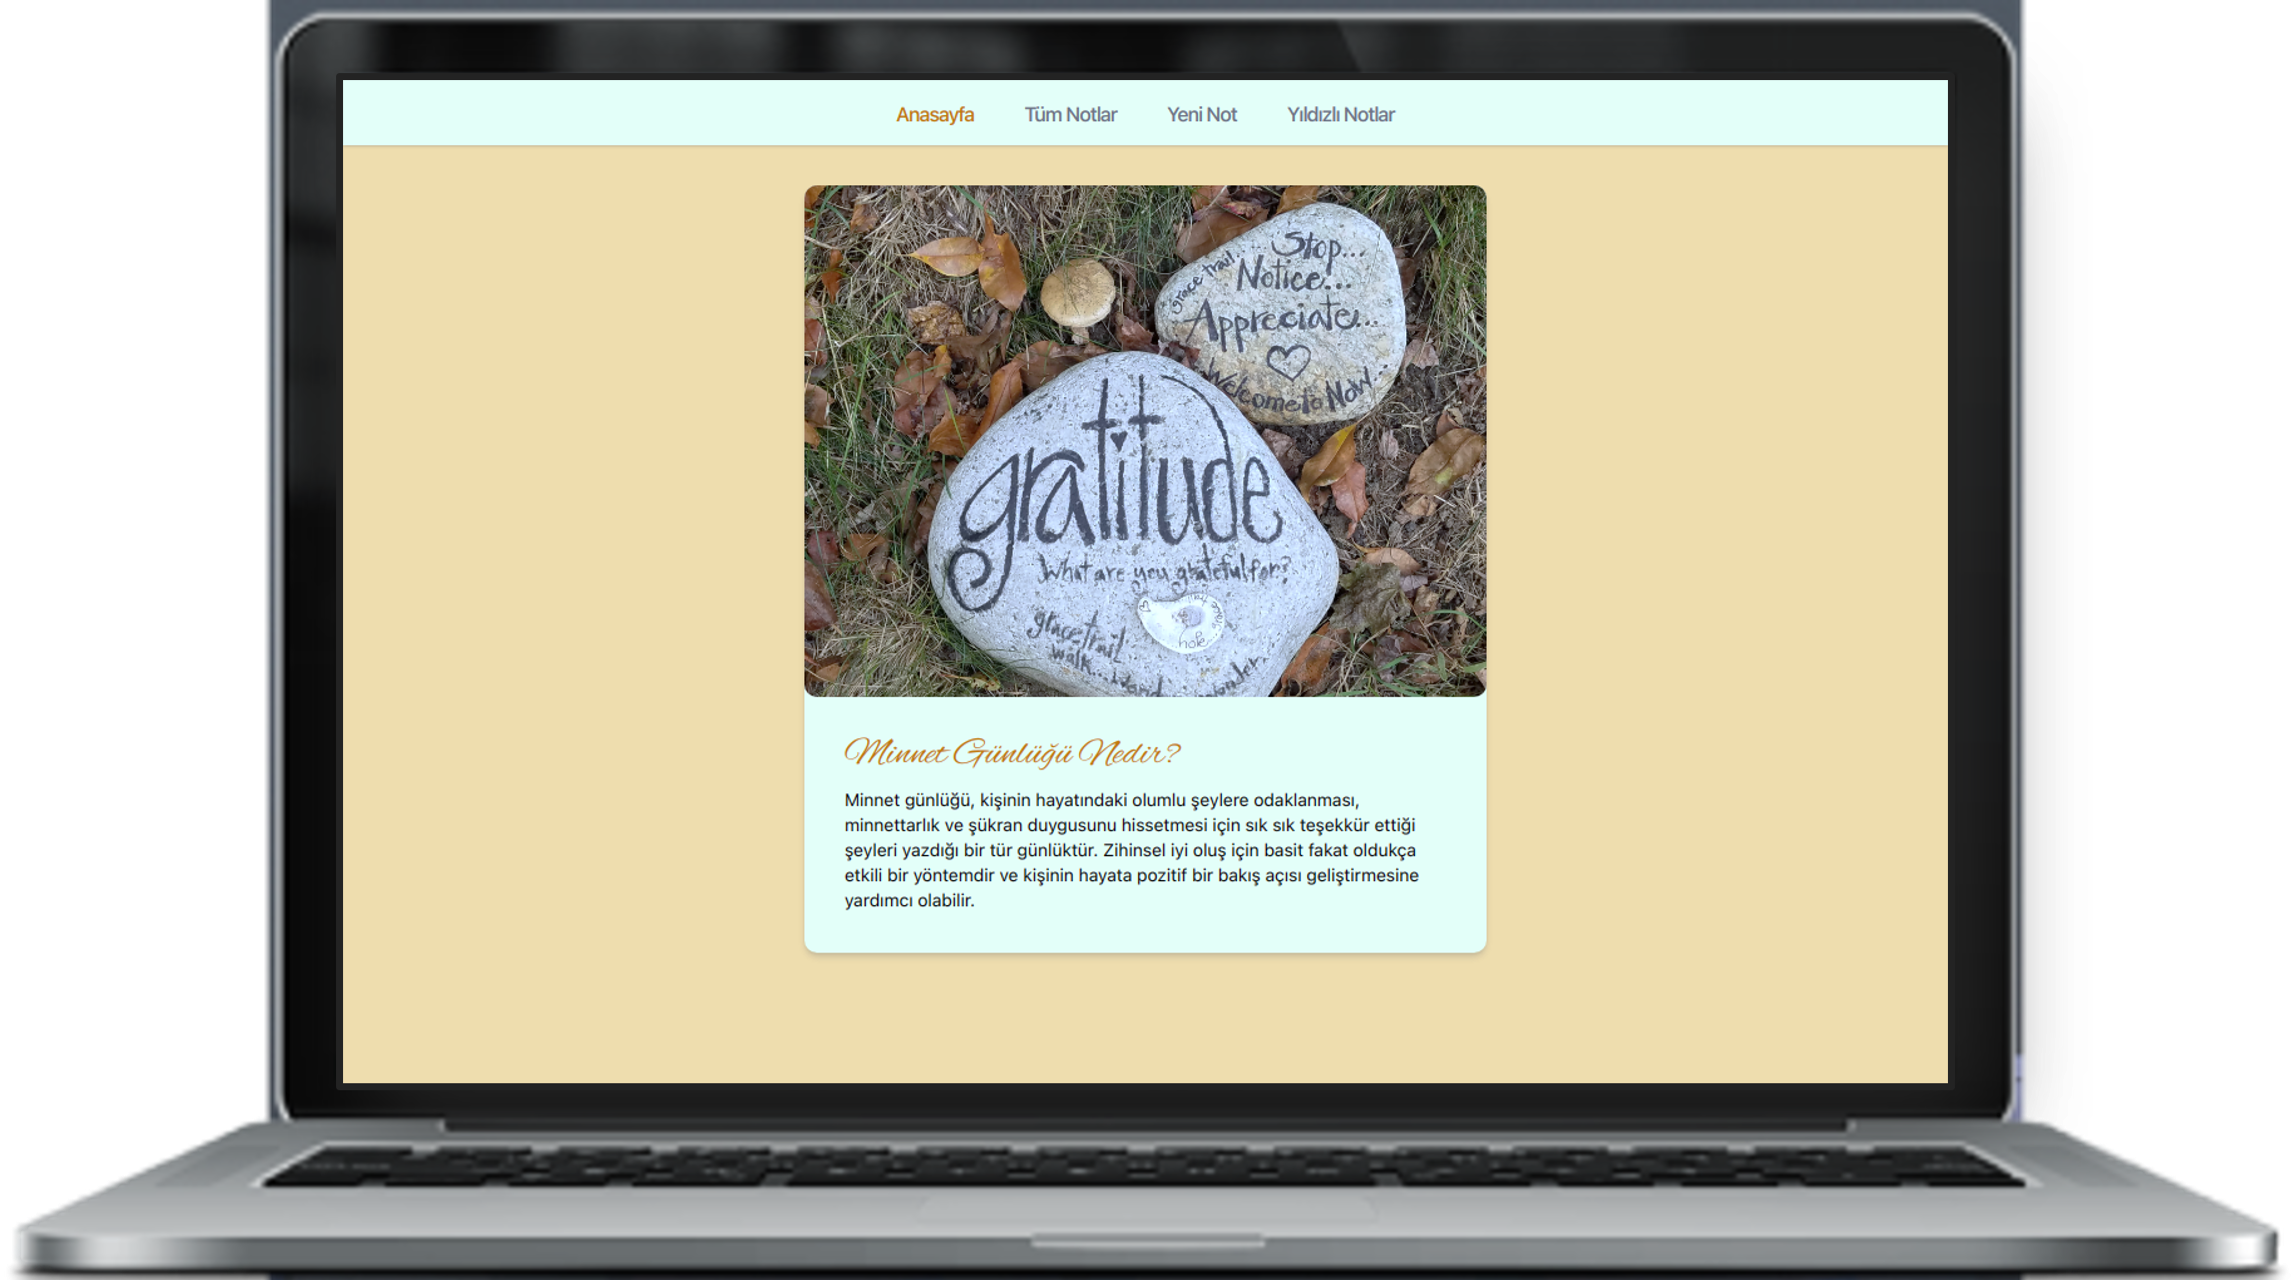 Anasayfa Tüm Notlar Yeni Not Yıldızlı Notlar
Stop...
grace trail
Notice...
Appreciate...
Welcome to Now...
gratitude
What are you grateful for?
grace trail
walk...
hole
Minnet Günlüğü Nedir?
Minnet günlüğü, kişinin hayatındaki olumlu şeylere odaklanması,
minnettarlık ve şükran duygusunu hissetmesi için sık sık teşekkür ettiği
şeyleri yazdığı bir tür günlüktür. Zihinsel iyi oluş için basit fakat oldukça
etkili bir yöntemdir ve kişinin hayata pozitif bir bakış açısı geliştirmesine
yardımcı olabilir.